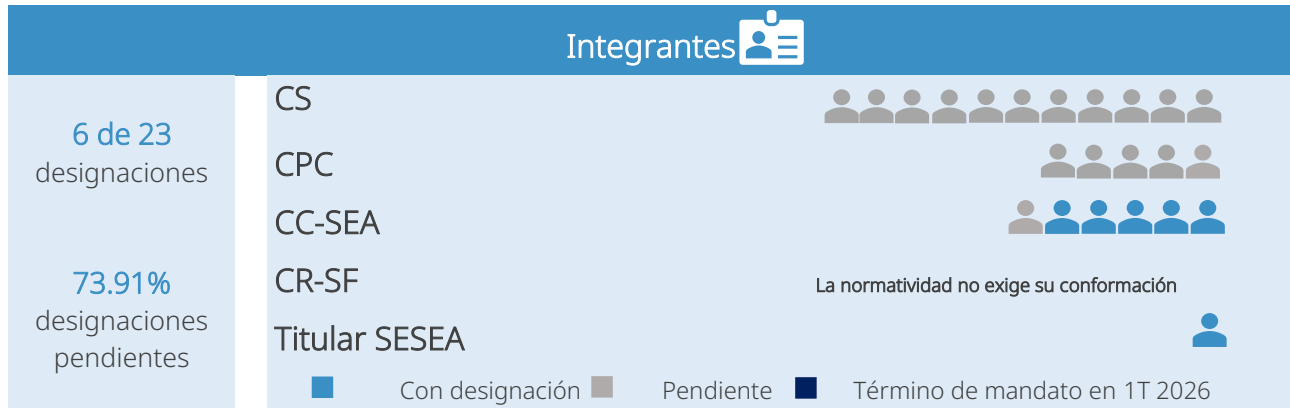 Integrantes
6 de 23
designaciones
73.91%
designaciones
pendientes
CS
CPC
CC-SEA
CR-SF
La normatividad no exige su conformación
Titular SESEA
Con designación
Pendiente
Término de mandato en 1T 2026